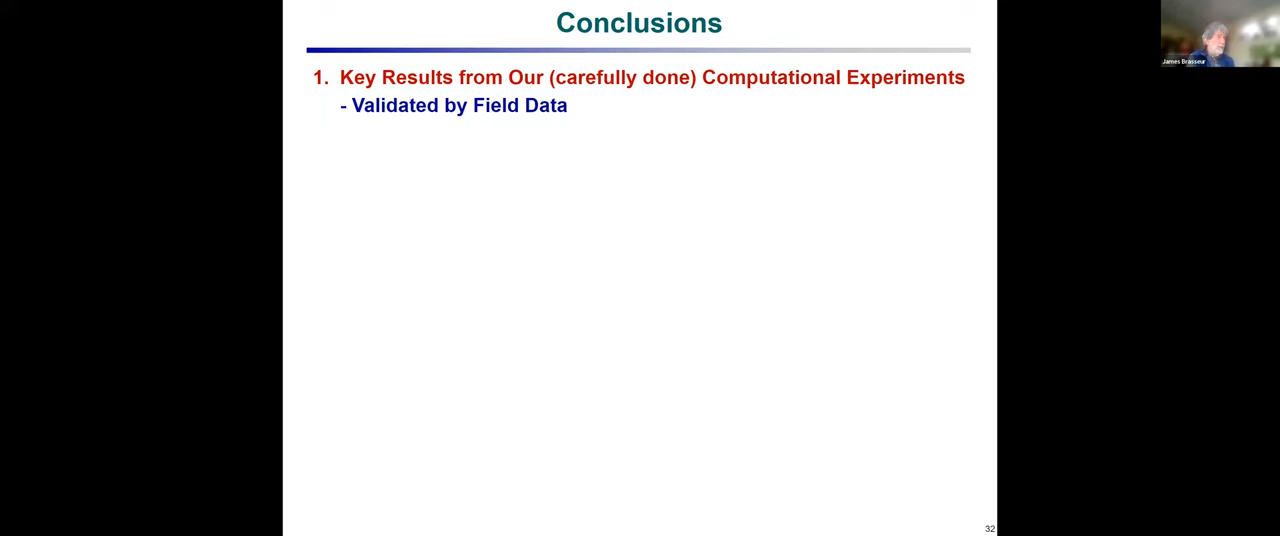 Conclusions
James Brasseur
1. Key Results from Our (carefully done) Computational Experiments
- Validated by Field Data
32